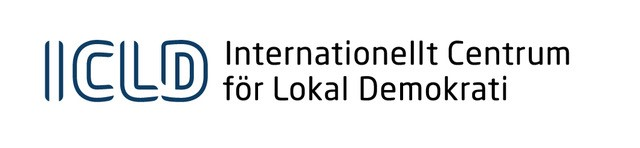 ICLD Internationellt Centrum
för Lokal Demokrati